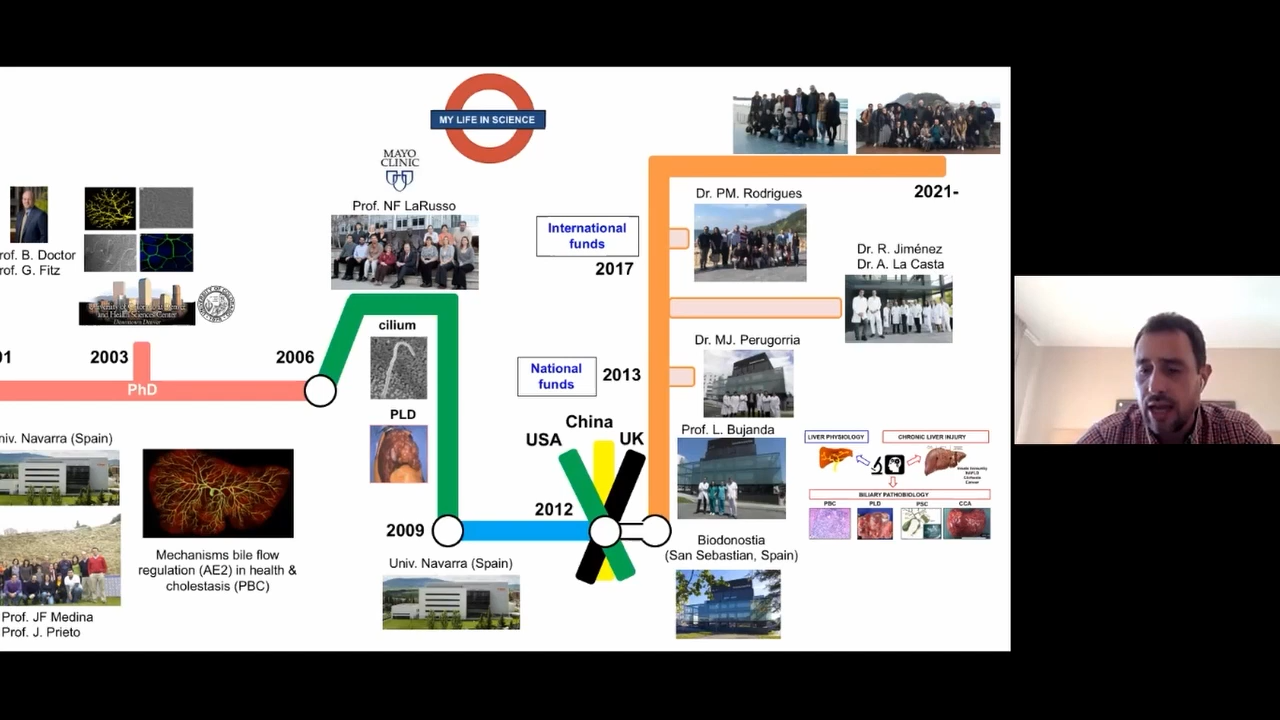 MY LIFE IN SCIENCE
MAYO
CLINIC
Prof. NF LaRusso
rof. B. Doctor
rof. G. Fitz
and Health Sciences Center
01
2003
2006
PhD
niv. Navarra (Spain)
Prof. JF Medina
Prof. J. Prieto
Mechanisms bile flow
regulation (AE2) in health &
cholestasis (PBC)
cilium
PLD
2009
Univ. Navarra (Spain)
2012
USA
China
UK
National
funds
2013
International
funds
2017
2021-
Dr. PM. Rodrigues
Dr. R. Jiménez
Dr. A. La Casta
Dr. MJ. Perugorria
Prof. L. Bujanda
Biodonostia
(San Sebastian, Spain)
LIVER PHYSIOLOGY
CHRONIC LIVER INJURY
BILIARY PATHOBIOLOGY
PBC
PLD
PSC
CCA